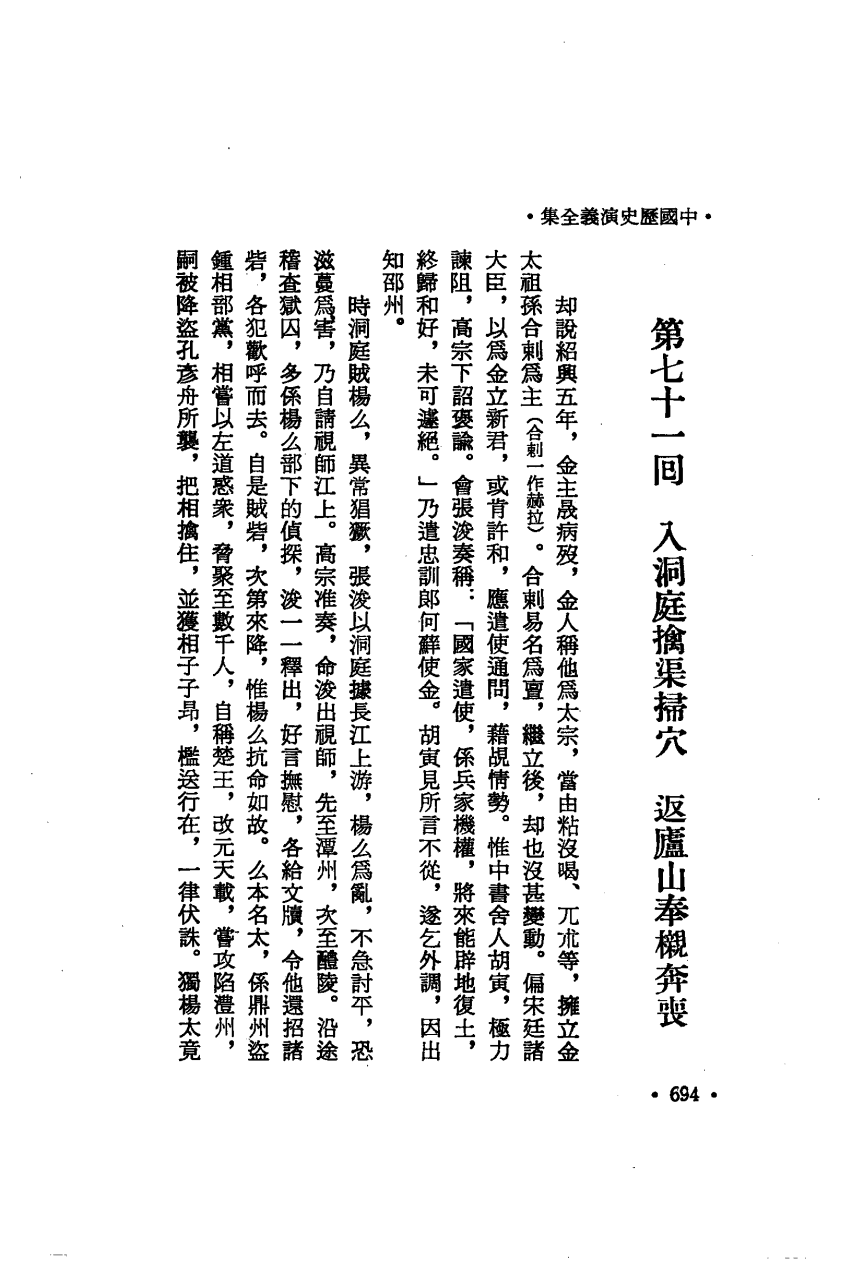 •中國歷史演義全集•
第七十一回　入洞庭擒渠掃穴　返廬山奉櫬奔喪
却說紹興五年，金主晟病歿，金人稱他為太宗，當由粘沒喝、兀朮等，擁立金
太祖孫合剌爲主（合剌一作赫拉）。合剌易名爲亶，繼立後，却也沒甚變動。偏宋廷諸
大臣，以爲金立新君，或肯許和，應遣使通問，藉覘情勢。惟中書舍人胡寅，極力
諫阻，高宗下詔褒諭。會張浚奏稱：「國家遣使，係兵家機權，將來能辟地復土，
終歸和好，未可遽絕。」乃遣忠訓郎何蘚使金。胡寅見所言不從，遂乞外調，因出
知邵州。
時洞庭賊楊么，異常猖獗，張浚以洞庭據長江上游，楊么爲亂，不急討平，恐
滋蔓爲害，乃自請視師江上。高宗准奏，命浚出視師，先至潭州，次至醴陵。沿途
稽查獄囚，多係楊么部下的偵探，浚一一釋出，好言撫慰，各給文牘，令他還招諸
砦，各犯歡呼而去。自是賊砦，次第來降，惟楊么抗命如故。么本名太，係鼎州盜
鍾相部黨，相嘗以左道惑衆，脅聚至數千人，自稱楚王，改元天載，嘗攻陷澧州，
嗣被降盜孔彥舟所襲，把相擒住，並獲相子子昂，檻送行在，一律伏誅。獨楊太竟
•694•